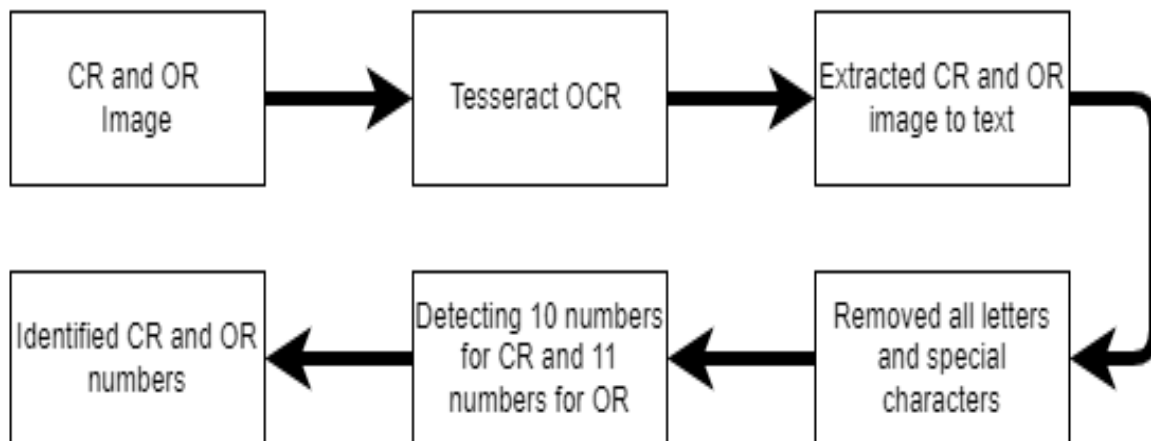 CR and OR
Image
Tesseract OCR
Extracted CR and OR
image to text
Removed all letters
and special
characters
Detecting 10 numbers
for CR and 11
numbers for OR
Identified CR and OR
numbers